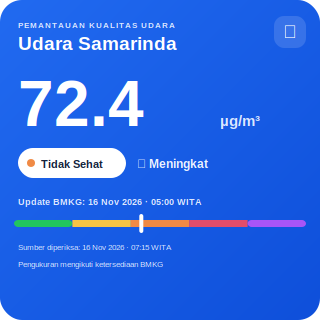 PEMANTAUAN KUALITAS UDARA
Udara Samarinda
72.4 µg/m³
Tidak Sehat Meningkat
Update BMKG: 16 Nov 2026 · 05:00 WITA
Sumber diperiksa: 16 Nov 2026 · 07:15 WITA
Pengukuran mengikuti ketersediaan BMKG